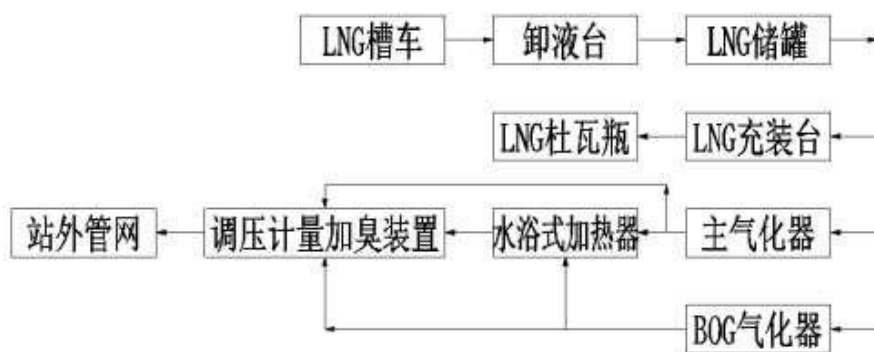 LNG槽车
卸液台
LNG储罐
LNG杜瓦瓶
LNG充装台
站外管网
调压计量加臭装置
水浴式加热器
主气化器
BOG气化器